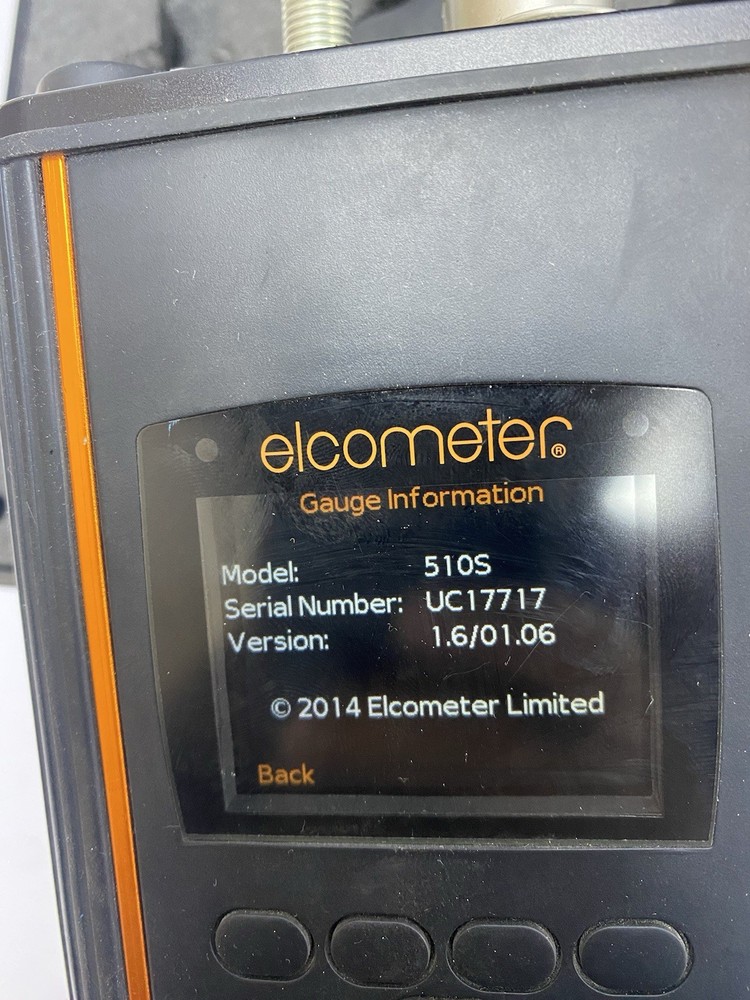 elcometer®
Gauge Information
Model: 510S
Serial Number: UC17717
Version: 1.6/01.06
© 2014 Elcometer Limited
Back